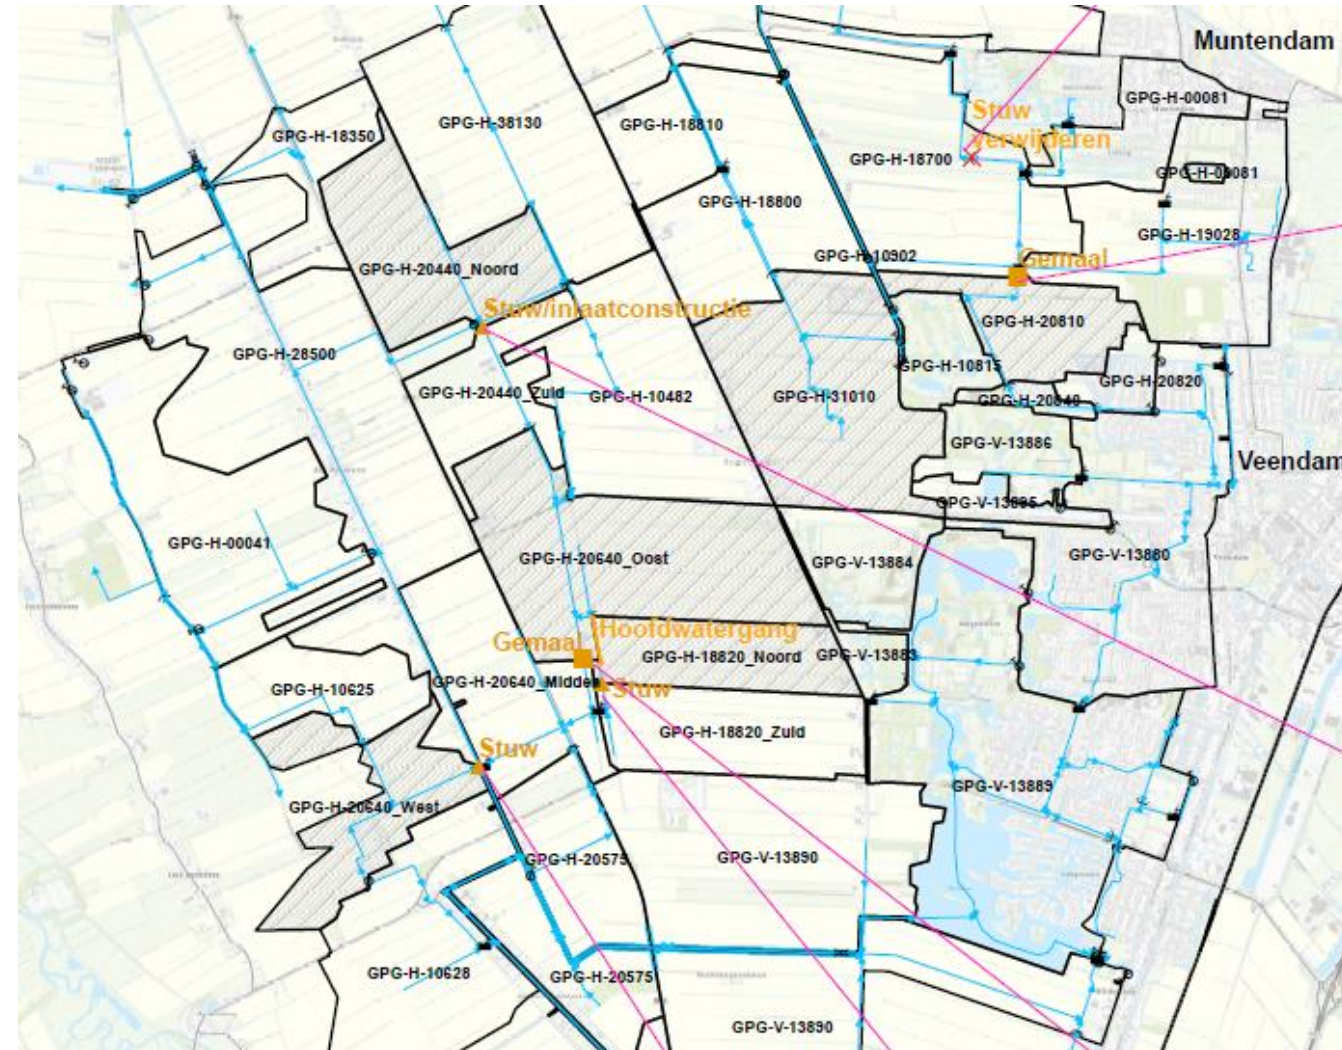 Muntendam
GPG-H-00081
Stuw
verwijderen
GPG-H-18350
GPG-H-38130
GPG-H-18810
GPG-H-18700
GPG-H-00081
GPG-H-18800
GPG-H-19028
GPG-H-10902
Gemaal
GPG-H-20440_Noord
Stuw/inlaatconstructie
GPG-H-20810
GPG-H-28500
GPG-H-10815
GPG-H-20820
GPG-H-20440_Zuid
GPG-H-10482
GPG-H-31010
GPG-H-20840
GPG-V-13886
Veendam
GPG-V-13895
GPG-H-00041
GPG-H-20640_Oost
GPG-V-13884
GPG-V-13880
Hoofdwatergang
Gemaal
GPG-H-18820_Noord
GPG-V-13883
GPG-H-10625
GPG-H-20640_Midden
Stuw
GPG-H-18820_Zuid
Stuw
GPG-V-13889
GPG-H-20640_West
GPG-H-20575
GPG-V-13890
GPG-H-10628
GPG-H-20575
GPG-V-13890